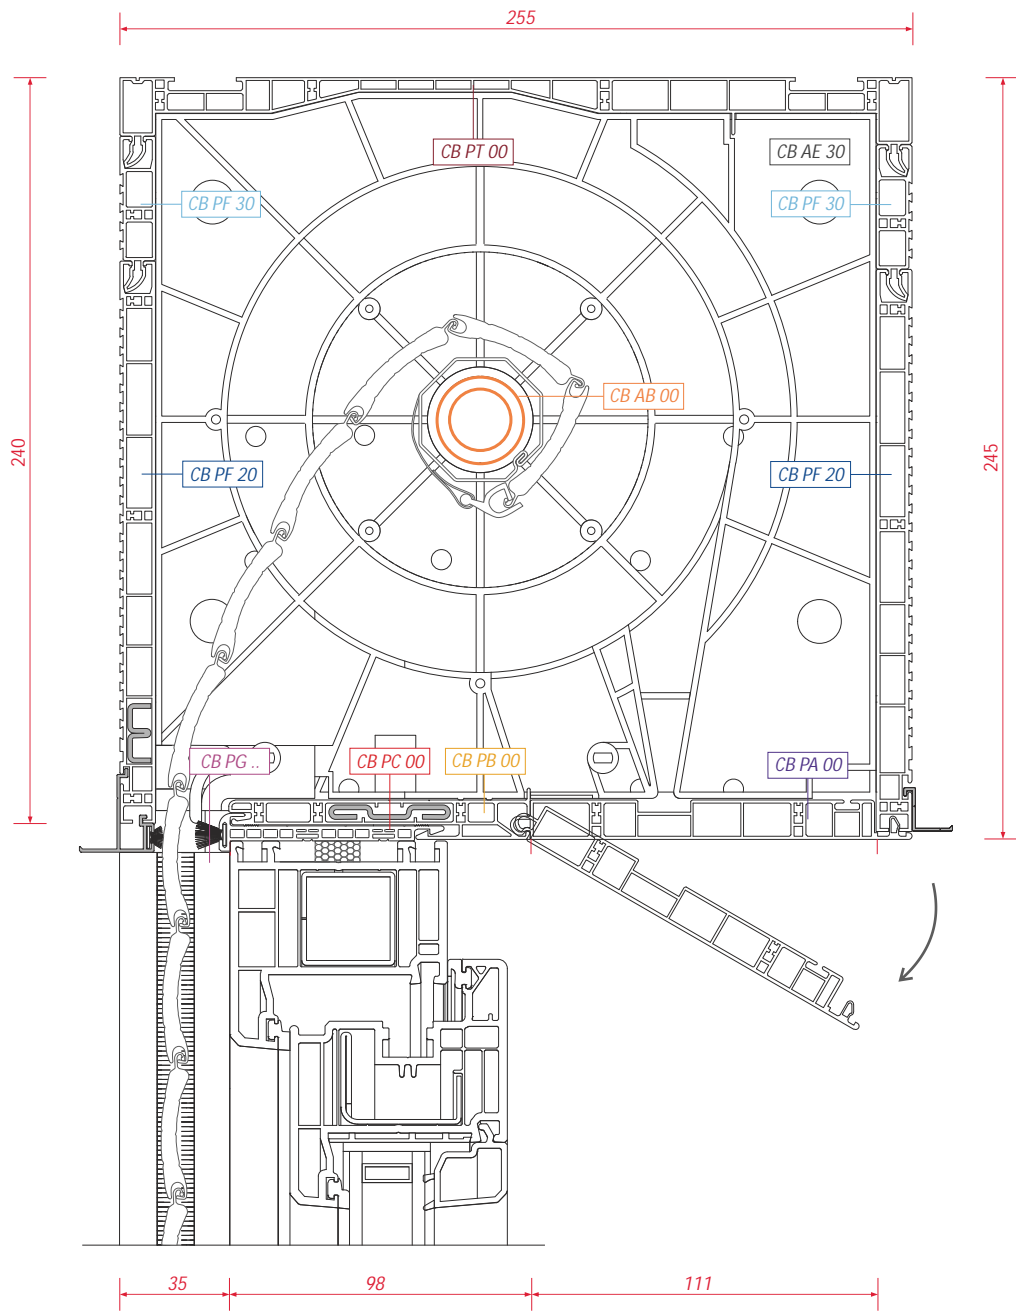 255
CB PT 00
CB AE 30
CB PF 30
CB PF 30
CB AB 00
240
245
CB PF 20
CB PF 20
CB PG ..
CB PC 00
CB PB 00
CB PA 00
35
98
111